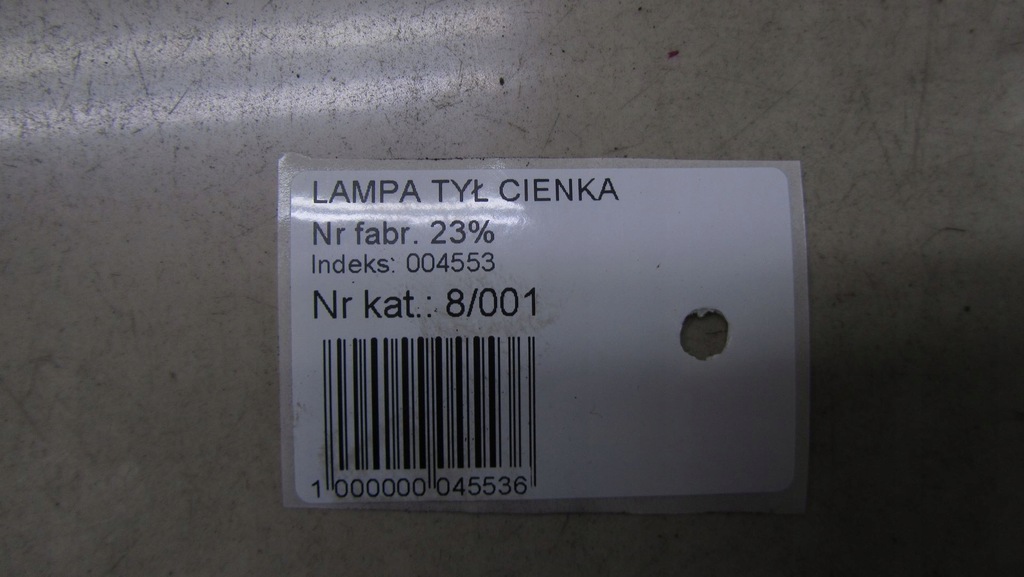 LAMPA TYŁ CIENKA
Nr fabr. 23%
Indeks: 004553
Nr kat.: 8/001
1 000000 045536